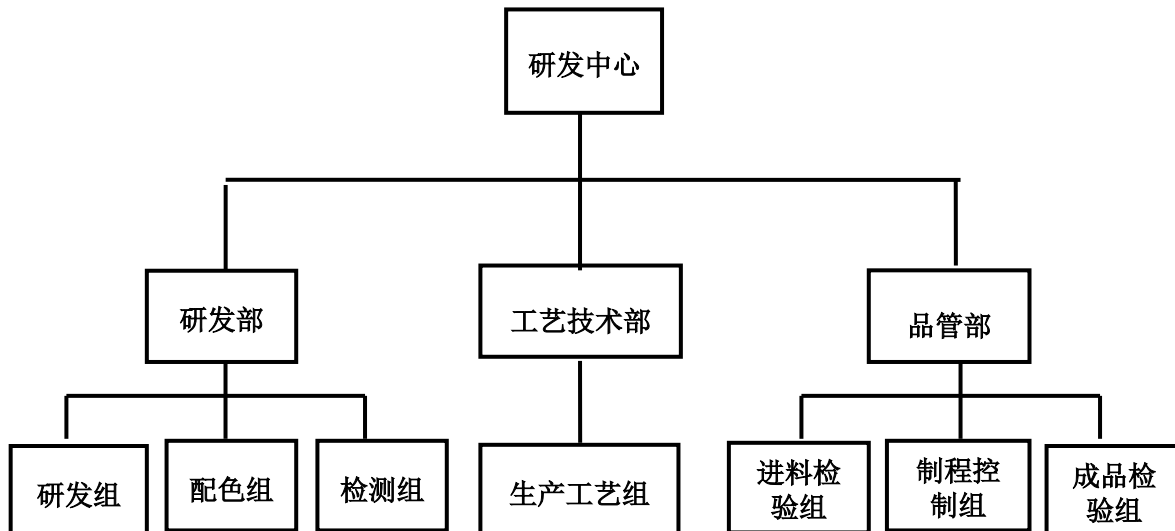 研发中心
研发部
工艺技术部
品管部
研发组
配色组
检测组
生产工艺组
进料检
验组
制程控
制组
成品检
验组